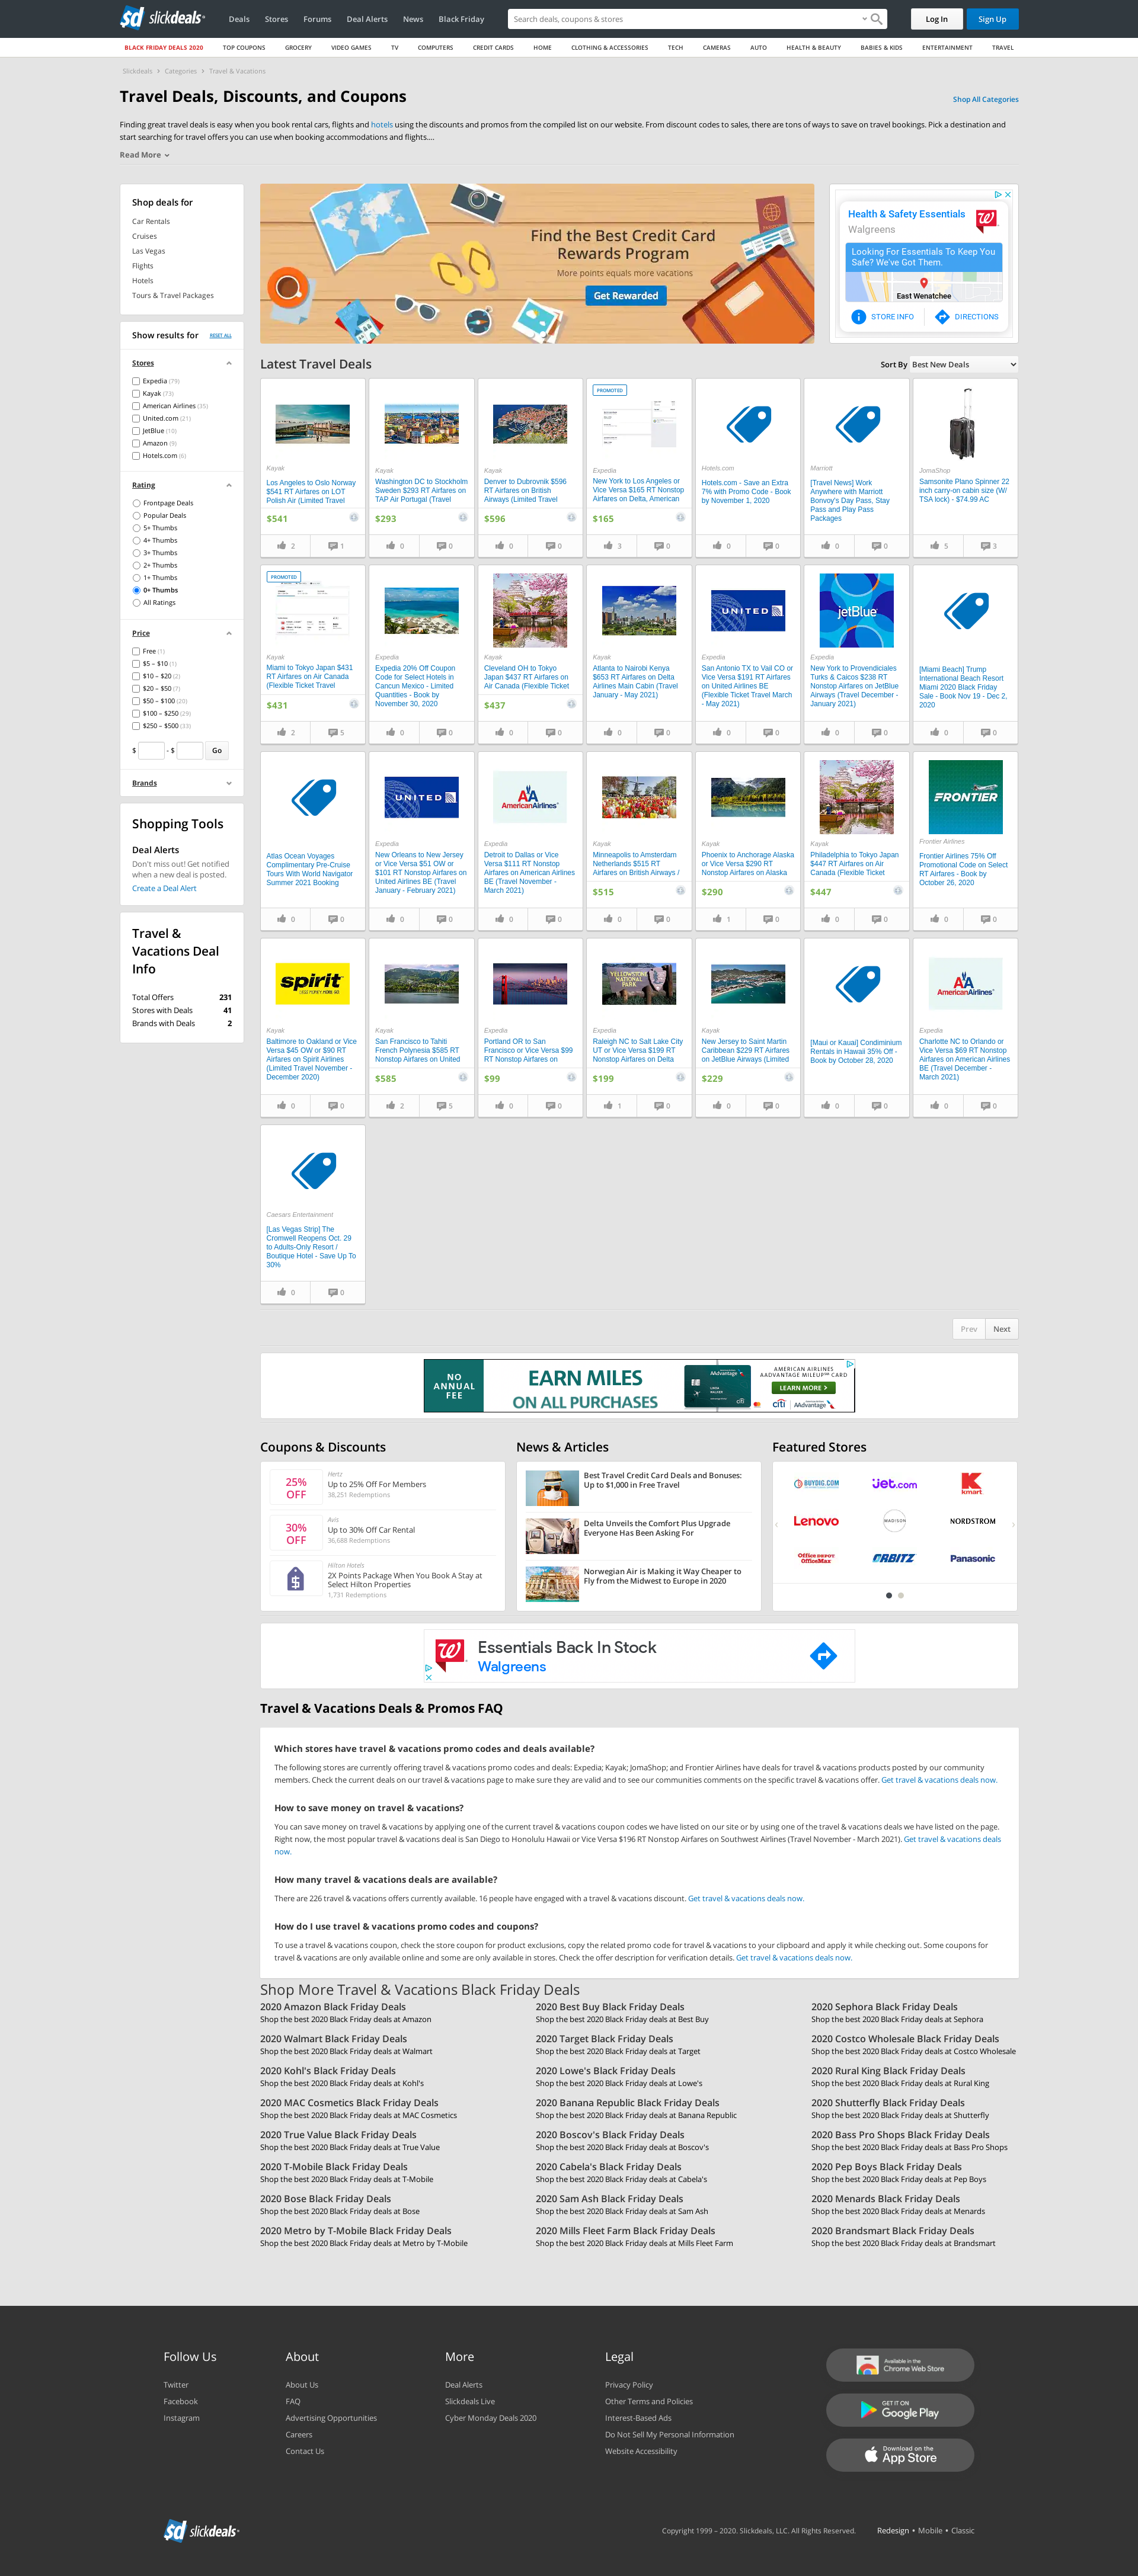 sd slickdeals
Deals
Stores
Forums
Deal Alerts
News
Black Friday
Search deals, coupons & stores
Log In
Sign Up
BLACK FRIDAY DEALS 2020
TOP COUPONS
GROCERY
VIDEO GAMES
TV
COMPUTERS
CREDIT CARDS
HOME
CLOTHING & ACCESSORIES
TECH
CAMERAS
AUTO
HEALTH & BEAUTY
BABIES & KIDS
ENTERTAINMENT
TRAVEL
Slickdeals › Categories › Travel & Vacations
Travel Deals, Discounts, and Coupons
Shop All Categories
Finding great travel deals is easy when you book rental cars, flights and hotels using the discounts and promos from the compiled list on our website. From discount codes to sales, there are tons of ways to save on travel bookings. Pick a destination and
start searching for travel offers you can use when booking accommodations and flights....
Read More
Shop deals for
Car Rentals
Cruises
Las Vegas
Flights
Hotels
Tours & Travel Packages
Show results for
RESET ALL
Stores
Expedia (79)
Kayak (73)
American Airlines (35)
United.com (21)
JetBlue (10)
Amazon (9)
Hotels.com (6)
Rating
Frontpage Deals
Popular Deals
5+ Thumbs
4+ Thumbs
3+ Thumbs
2+ Thumbs
1+ Thumbs
0+ Thumbs
All Ratings
Price
Free (1)
$5 – $10 (1)
$10 – $20 (2)
$20 – $50 (7)
$50 – $100 (20)
$100 – $250 (29)
$250 – $500 (33)
$ - $ Go
Brands
Shopping Tools
Deal Alerts
Don't miss out! Get notified
when a new deal is posted.
Create a Deal Alert
Travel &
Vacations Deal
Info
Total Offers 231
Stores with Deals 41
Brands with Deals 2
Find the Best Credit Card
Rewards Program
More points equals more vacations
Get Rewarded
Health & Safety Essentials
Walgreens
Looking For Essentials To Keep You
Safe? We've Got Them.
East Wenatchee
STORE INFO
DIRECTIONS
Latest Travel Deals
Sort By Best New Deals
Kayak
Los Angeles to Oslo Norway
$541 RT Airfares on LOT
Polish Air (Limited Travel
$541
2
1
Kayak
Washington DC to Stockholm
Sweden $293 RT Airfares on
TAP Air Portugal (Travel
$293
0
0
Kayak
Denver to Dubrovnik $596
RT Airfares on British
Airways (Limited Travel
$596
0
0
PROMOTED
Expedia
New York to Los Angeles or
Vice Versa $165 RT Nonstop
Airfares on Delta, American
$165
3
0
Hotels.com
Hotels.com - Save an Extra
7% with Promo Code - Book
by November 1, 2020
0
0
Marriott
[Travel News] Work
Anywhere with Marriott
Bonvoy's Day Pass, Stay
Pass and Play Pass
Packages
0
0
JomaShop
Samsonite Plano Spinner 22
inch carry-on cabin size (W/
TSA lock) - $74.99 AC
5
3
PROMOTED
Kayak
Miami to Tokyo Japan $431
RT Airfares on Air Canada
(Flexible Ticket Travel
$431
2
5
Expedia
Expedia 20% Off Coupon
Code for Select Hotels in
Cancun Mexico - Limited
Quantities - Book by
November 30, 2020
0
0
Kayak
Cleveland OH to Tokyo
Japan $437 RT Airfares on
Air Canada (Flexible Ticket
$437
0
0
Kayak
Atlanta to Nairobi Kenya
$653 RT Airfares on Delta
Airlines Main Cabin (Travel
January - May 2021)
0
0
UNITED
Expedia
San Antonio TX to Vail CO or
Vice Versa $191 RT Airfares
on United Airlines BE
(Flexible Ticket Travel March
- May 2021)
0
0
jetBlue
Expedia
New York to Provendiciales
Turks & Caicos $238 RT
Nonstop Airfares on JetBlue
Airways (Travel December -
January 2021)
0
0
[Miami Beach] Trump
International Beach Resort
Miami 2020 Black Friday
Sale - Book Nov 19 - Dec 2,
2020
0
0
Atlas Ocean Voyages
Complimentary Pre-Cruise
Tours With World Navigator
Summer 2021 Booking
0
0
UNITED
Expedia
New Orleans to New Jersey
or Vice Versa $51 OW or
$101 RT Nonstop Airfares on
United Airlines BE (Travel
January - February 2021)
0
0
AmericanAirlines
Expedia
Detroit to Dallas or Vice
Versa $111 RT Nonstop
Airfares on American Airlines
BE (Travel November -
March 2021)
0
0
Kayak
Minneapolis to Amsterdam
Netherlands $515 RT
Airfares on British Airways /
$515
0
0
Kayak
Phoenix to Anchorage Alaska
or Vice Versa $290 RT
Nonstop Airfares on Alaska
$290
1
0
Kayak
Philadelphia to Tokyo Japan
$447 RT Airfares on Air
Canada (Flexible Ticket
$447
0
0
FRONTIER
Frontier Airlines
Frontier Airlines 75% Off
Promotional Code on Select
RT Airfares - Book by
October 26, 2020
0
0
spirit
Kayak
Baltimore to Oakland or Vice
Versa $45 OW or $90 RT
Airfares on Spirit Airlines
(Limited Travel November -
December 2020)
0
0
Kayak
San Francisco to Tahiti
French Polynesia $585 RT
Nonstop Airfares on United
$585
2
5
Expedia
Portland OR to San
Francisco or Vice Versa $99
RT Nonstop Airfares on
$99
0
0
YELLOWSTONE
NATIONAL
PARK
Expedia
Raleigh NC to Salt Lake City
UT or Vice Versa $199 RT
Nonstop Airfares on Delta
$199
1
0
Kayak
New Jersey to Saint Martin
Caribbean $229 RT Airfares
on JetBlue Airways (Limited
$229
0
0
[Maui or Kauai] Condiminium
Rentals in Hawaii 35% Off -
Book by October 28, 2020
0
0
AmericanAirlines
Expedia
Charlotte NC to Orlando or
Vice Versa $69 RT Nonstop
Airfares on American Airlines
BE (Travel December -
March 2021)
0
0
Caesars Entertainment
[Las Vegas Strip] The
Cromwell Reopens Oct. 29
to Adults-Only Resort /
Boutique Hotel - Save Up To
30%
0
0
Prev
Next
NO
ANNUAL
FEE
EARN MILES
ON ALL PURCHASES
AMERICAN AIRLINES
AADVANTAGE MILEUP℠ CARD
LEARN MORE
citi
AAdvantage
Coupons & Discounts
25%
OFF
Hertz
Up to 25% Off For Members
38,251 Redemptions
30%
OFF
Avis
Up to 30% Off Car Rental
36,688 Redemptions
Hilton Hotels
2X Points Package When You Book A Stay at
Select Hilton Properties
1,731 Redemptions
News & Articles
Best Travel Credit Card Deals and Bonuses:
Up to $1,000 in Free Travel
Delta Unveils the Comfort Plus Upgrade
Everyone Has Been Asking For
Norwegian Air is Making it Way Cheaper to
Fly from the Midwest to Europe in 2020
Featured Stores
BUYDIG.COM
Jet.com
kmart
Lenovo
MADISON
NORDSTROM
Office DEPOT
OfficeMax
ORBITZ
Panasonic
Essentials Back In Stock
Walgreens
Travel & Vacations Deals & Promos FAQ
Which stores have travel & vacations promo codes and deals available?
The following stores are currently offering travel & vacations promo codes and deals: Expedia; Kayak; JomaShop; and Frontier Airlines have deals for travel & vacations products posted by our community
members. Check the current deals on our travel & vacations page to make sure they are valid and to see our communities comments on the specific travel & vacations offer. Get travel & vacations deals now.
How to save money on travel & vacations?
You can save money on travel & vacations by applying one of the current travel & vacations coupon codes we have listed on our site or by using one of the travel & vacations deals we have listed on the page.
Right now, the most popular travel & vacations deal is San Diego to Honolulu Hawaii or Vice Versa $196 RT Nonstop Airfares on Southwest Airlines (Travel November - March 2021). Get travel & vacations deals
now.
How many travel & vacations deals are available?
There are 226 travel & vacations offers currently available. 16 people have engaged with a travel & vacations discount. Get travel & vacations deals now.
How do I use travel & vacations promo codes and coupons?
To use a travel & vacations coupon, check the store coupon for product exclusions, copy the related promo code for travel & vacations to your clipboard and apply it while checking out. Some coupons for
travel & vacations are only available online and some are only available in stores. Check the offer description for verification details. Get travel & vacations deals now.
Shop More Travel & Vacations Black Friday Deals
2020 Amazon Black Friday Deals
Shop the best 2020 Black Friday deals at Amazon
2020 Best Buy Black Friday Deals
Shop the best 2020 Black Friday deals at Best Buy
2020 Sephora Black Friday Deals
Shop the best 2020 Black Friday deals at Sephora
2020 Walmart Black Friday Deals
Shop the best 2020 Black Friday deals at Walmart
2020 Target Black Friday Deals
Shop the best 2020 Black Friday deals at Target
2020 Costco Wholesale Black Friday Deals
Shop the best 2020 Black Friday deals at Costco Wholesale
2020 Kohl's Black Friday Deals
Shop the best 2020 Black Friday deals at Kohl's
2020 Lowe's Black Friday Deals
Shop the best 2020 Black Friday deals at Lowe's
2020 Rural King Black Friday Deals
Shop the best 2020 Black Friday deals at Rural King
2020 MAC Cosmetics Black Friday Deals
Shop the best 2020 Black Friday deals at MAC Cosmetics
2020 Banana Republic Black Friday Deals
Shop the best 2020 Black Friday deals at Banana Republic
2020 Shutterfly Black Friday Deals
Shop the best 2020 Black Friday deals at Shutterfly
2020 True Value Black Friday Deals
Shop the best 2020 Black Friday deals at True Value
2020 Boscov's Black Friday Deals
Shop the best 2020 Black Friday deals at Boscov's
2020 Bass Pro Shops Black Friday Deals
Shop the best 2020 Black Friday deals at Bass Pro Shops
2020 T-Mobile Black Friday Deals
Shop the best 2020 Black Friday deals at T-Mobile
2020 Cabela's Black Friday Deals
Shop the best 2020 Black Friday deals at Cabela's
2020 Pep Boys Black Friday Deals
Shop the best 2020 Black Friday deals at Pep Boys
2020 Bose Black Friday Deals
Shop the best 2020 Black Friday deals at Bose
2020 Sam Ash Black Friday Deals
Shop the best 2020 Black Friday deals at Sam Ash
2020 Menards Black Friday Deals
Shop the best 2020 Black Friday deals at Menards
2020 Metro by T-Mobile Black Friday Deals
Shop the best 2020 Black Friday deals at Metro by T-Mobile
2020 Mills Fleet Farm Black Friday Deals
Shop the best 2020 Black Friday deals at Mills Fleet Farm
2020 Brandsmart Black Friday Deals
Shop the best 2020 Black Friday deals at Brandsmart
Follow Us
Twitter
Facebook
Instagram
About
About Us
FAQ
Advertising Opportunities
Careers
Contact Us
More
Deal Alerts
Slickdeals Live
Cyber Monday Deals 2020
Legal
Privacy Policy
Other Terms and Policies
Interest-Based Ads
Do Not Sell My Personal Information
Website Accessibility
Available in the
Chrome Web Store
GET IT ON
Google Play
Download on the
App Store
sd slickdeals
Copyright 1999 – 2020. Slickdeals, LLC. All Rights Reserved.
Redesign • Mobile • Classic